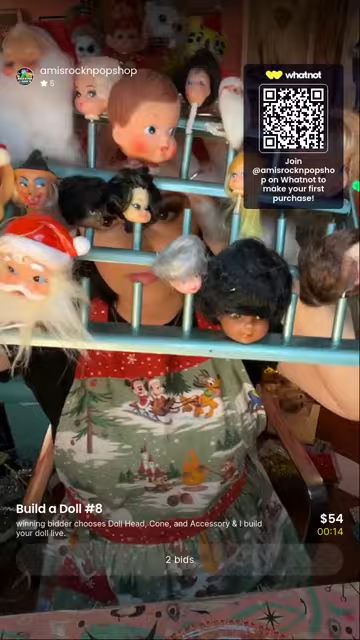 amisrocknpopshop
★ 5
whatnot
Join
@amisrocknpopsho
p on Whatnot to
make your first
purchase!
Build a Doll #8
winning bidder chooses Doll Head, Cone, and Accessory & I build
your doll live..
$54
00:14
2 bids